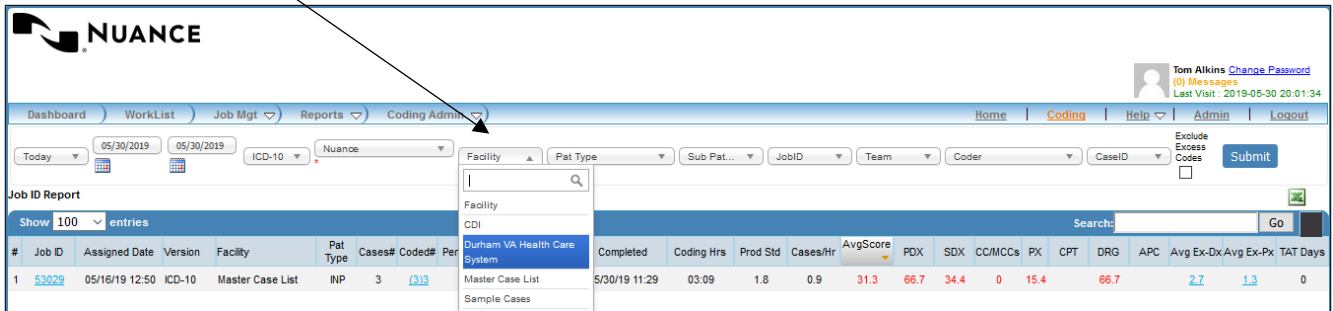 NUANCE
Tom Alkins Change Password
(0) Messages
Last Visit : 2019-05-30 20:01:34
Dashboard WorkList Job Mgt Reports Coding Admin Home | Coding | Help | Admin | Logout
Today 05/30/2019 05/30/2019 ICD-10 * Nuance Facility Pat Type Sub Pat... JobID Team Coder CaseID Exclude Excess Codes Submit
Facility
CDI
Durham VA Health Care
System
Master Case List
Sample Cases
Job ID Report
Show 100 entries Search: Go
# Job ID Assigned Date Version Facility Pat Type Cases# Coded# Completed Coding Hrs Prod Std Cases/Hr AvgScore PDX SDX CC/MCCs PX CPT DRG APC Avg Ex-Dx Avg Ex-Px TAT Days
1 53029 05/16/19 12:50 ICD-10 Master Case List INP 3 (3)3 5/30/19 11:29 03:09 1.8 0.9 31.3 66.7 34.4 0 15.4 66.7 2.7 1.3 0